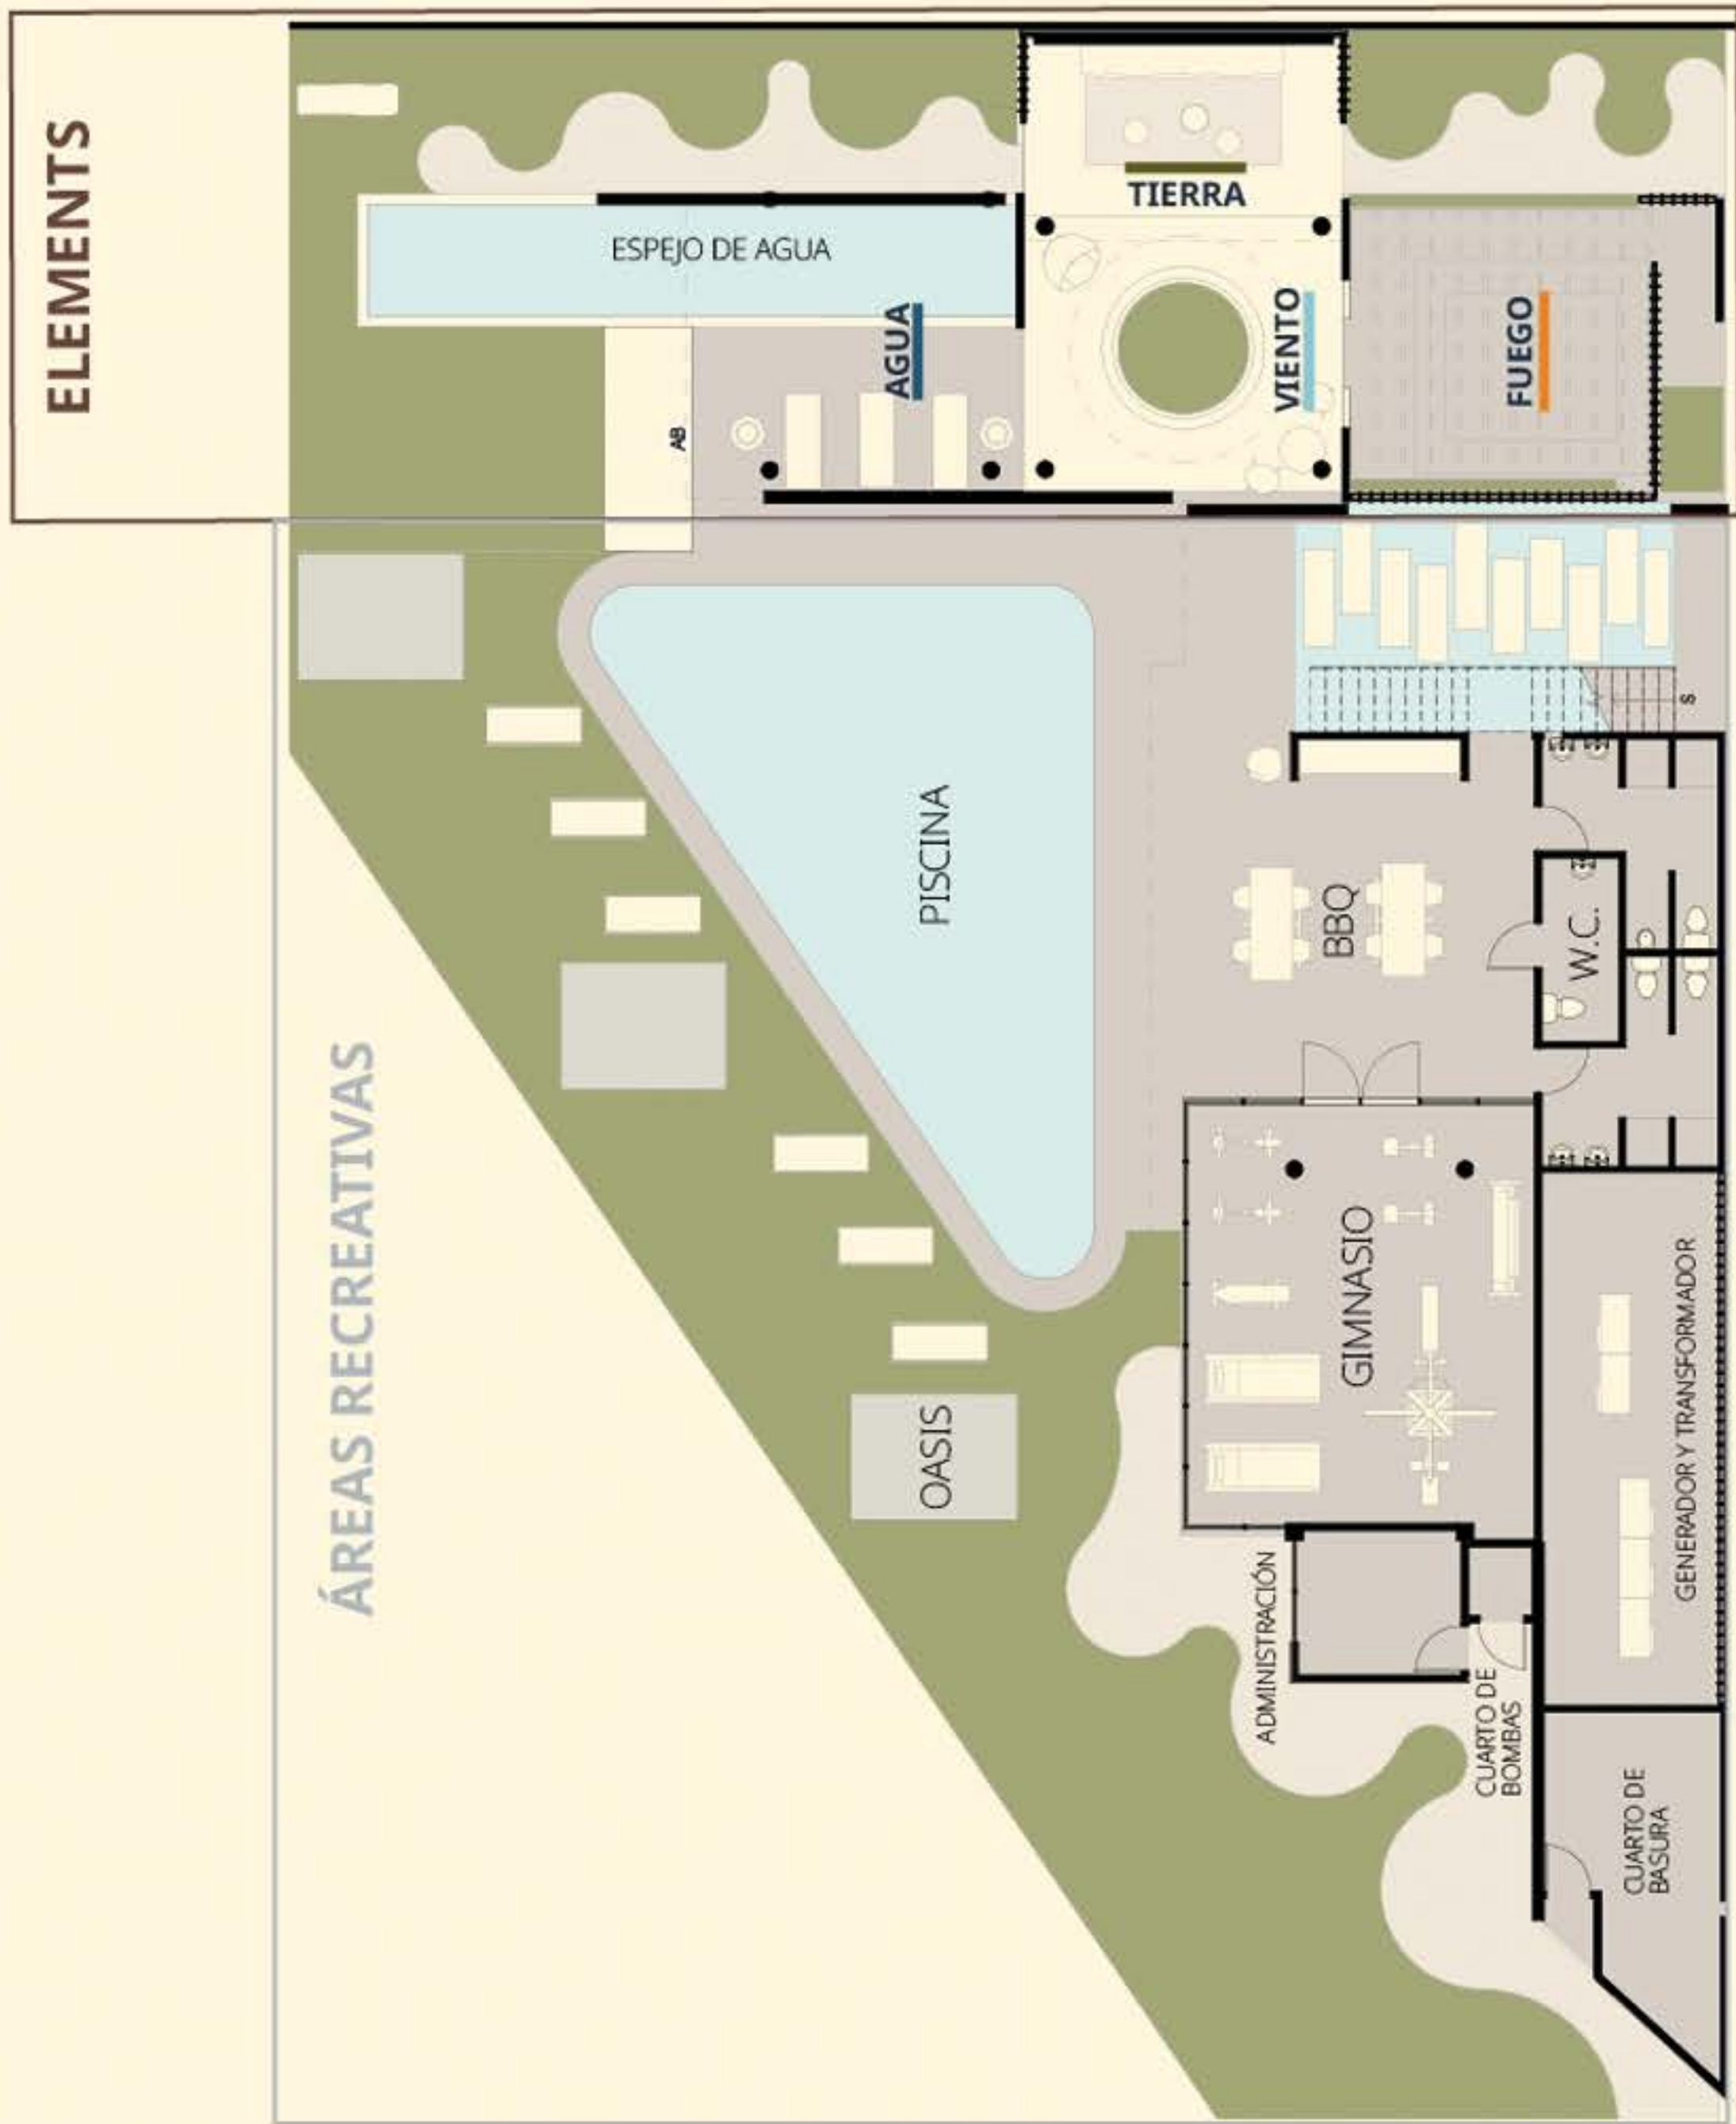 ELEMENTS
TIERRA
ESPEJO DE AGUA
AGUA
VIENTO
FUEGO
AB
S
PISCINA
BBQ
W.C.
ÁREAS RECREATIVAS
GIMNASIO
GENERADOR Y TRANSFORMADOR
OASIS
ADMINISTRACIÓN
CUARTO DE
BOMBAS
CUARTO DE
BASURA